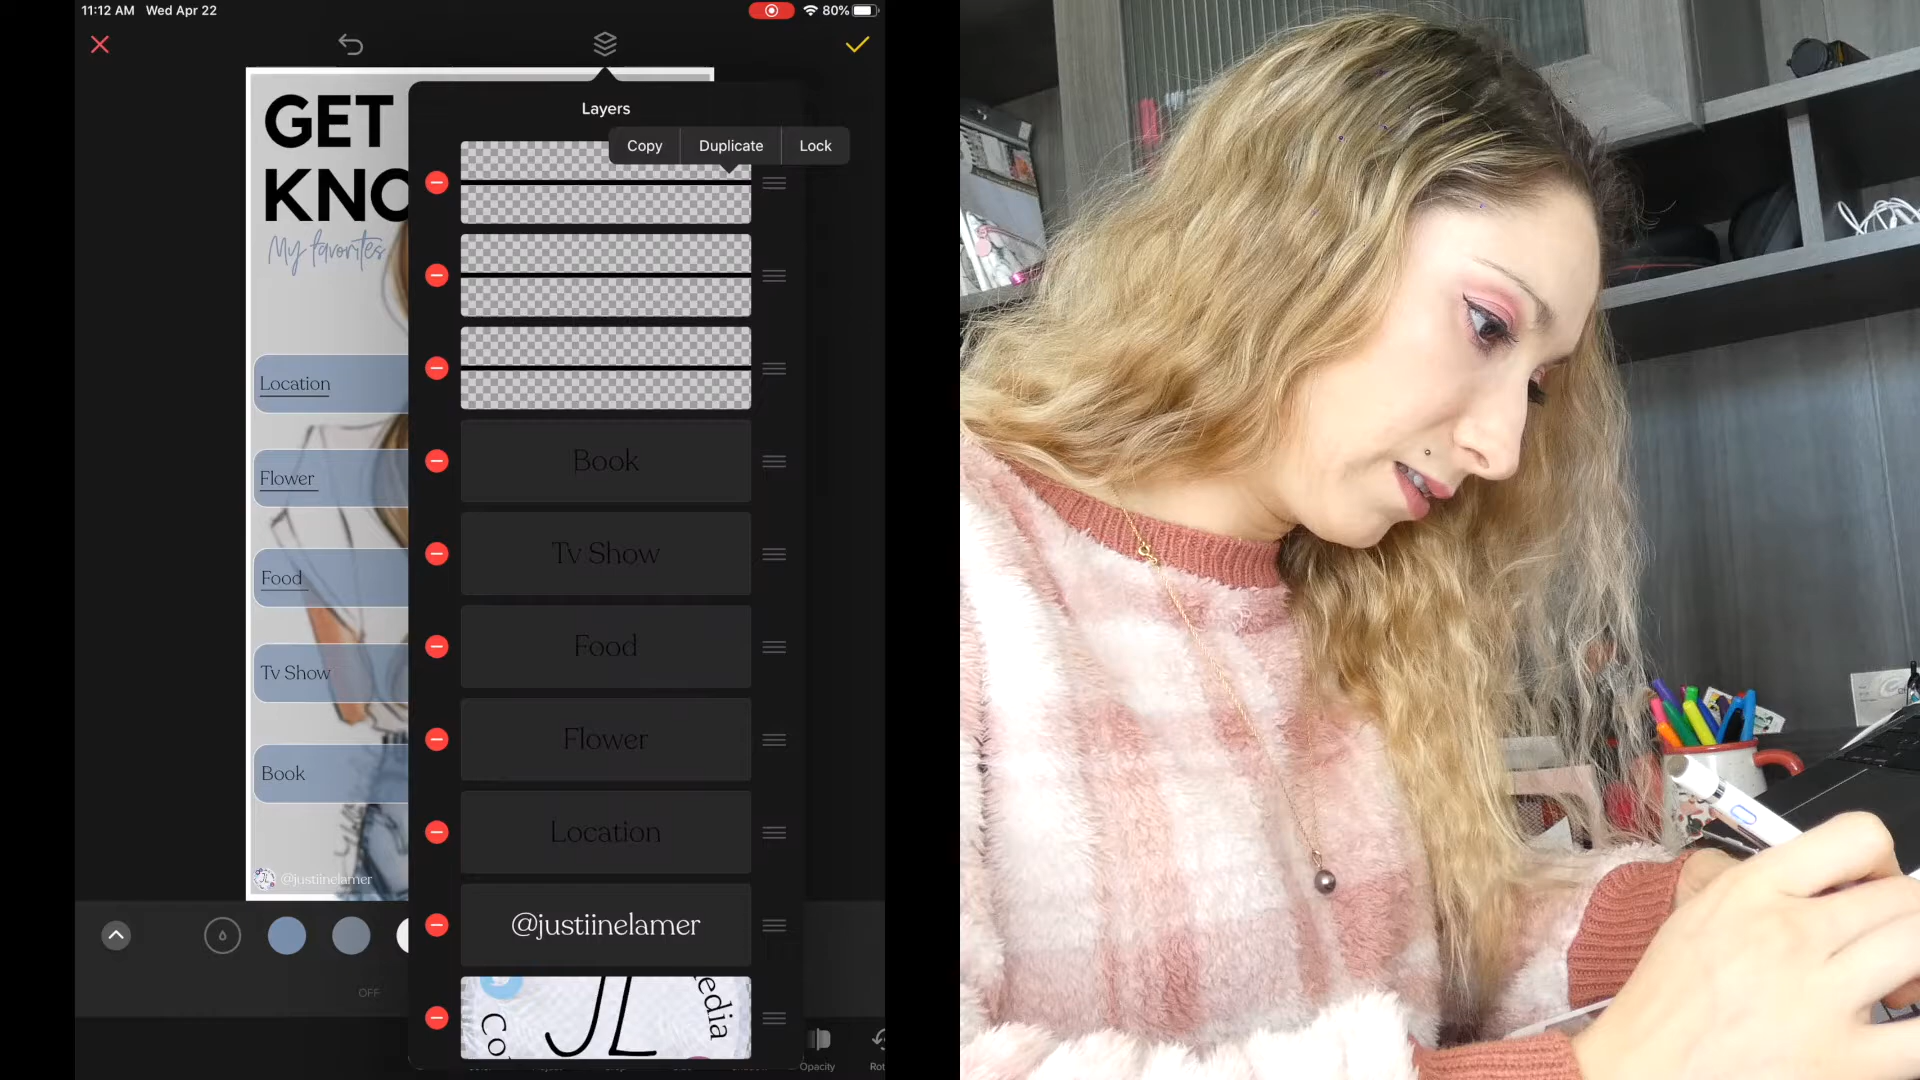 11:12 AM Wed Apr 22
80%
GET
KNO
My favorites
Location
Flower
Food
Tv Show
Book
@justiinelamer
OFF
Layers
Copy Duplicate Lock
Book
Tv Show
Food
Flower
Location
@justiinelamer
Co
JL
edia
Opacity